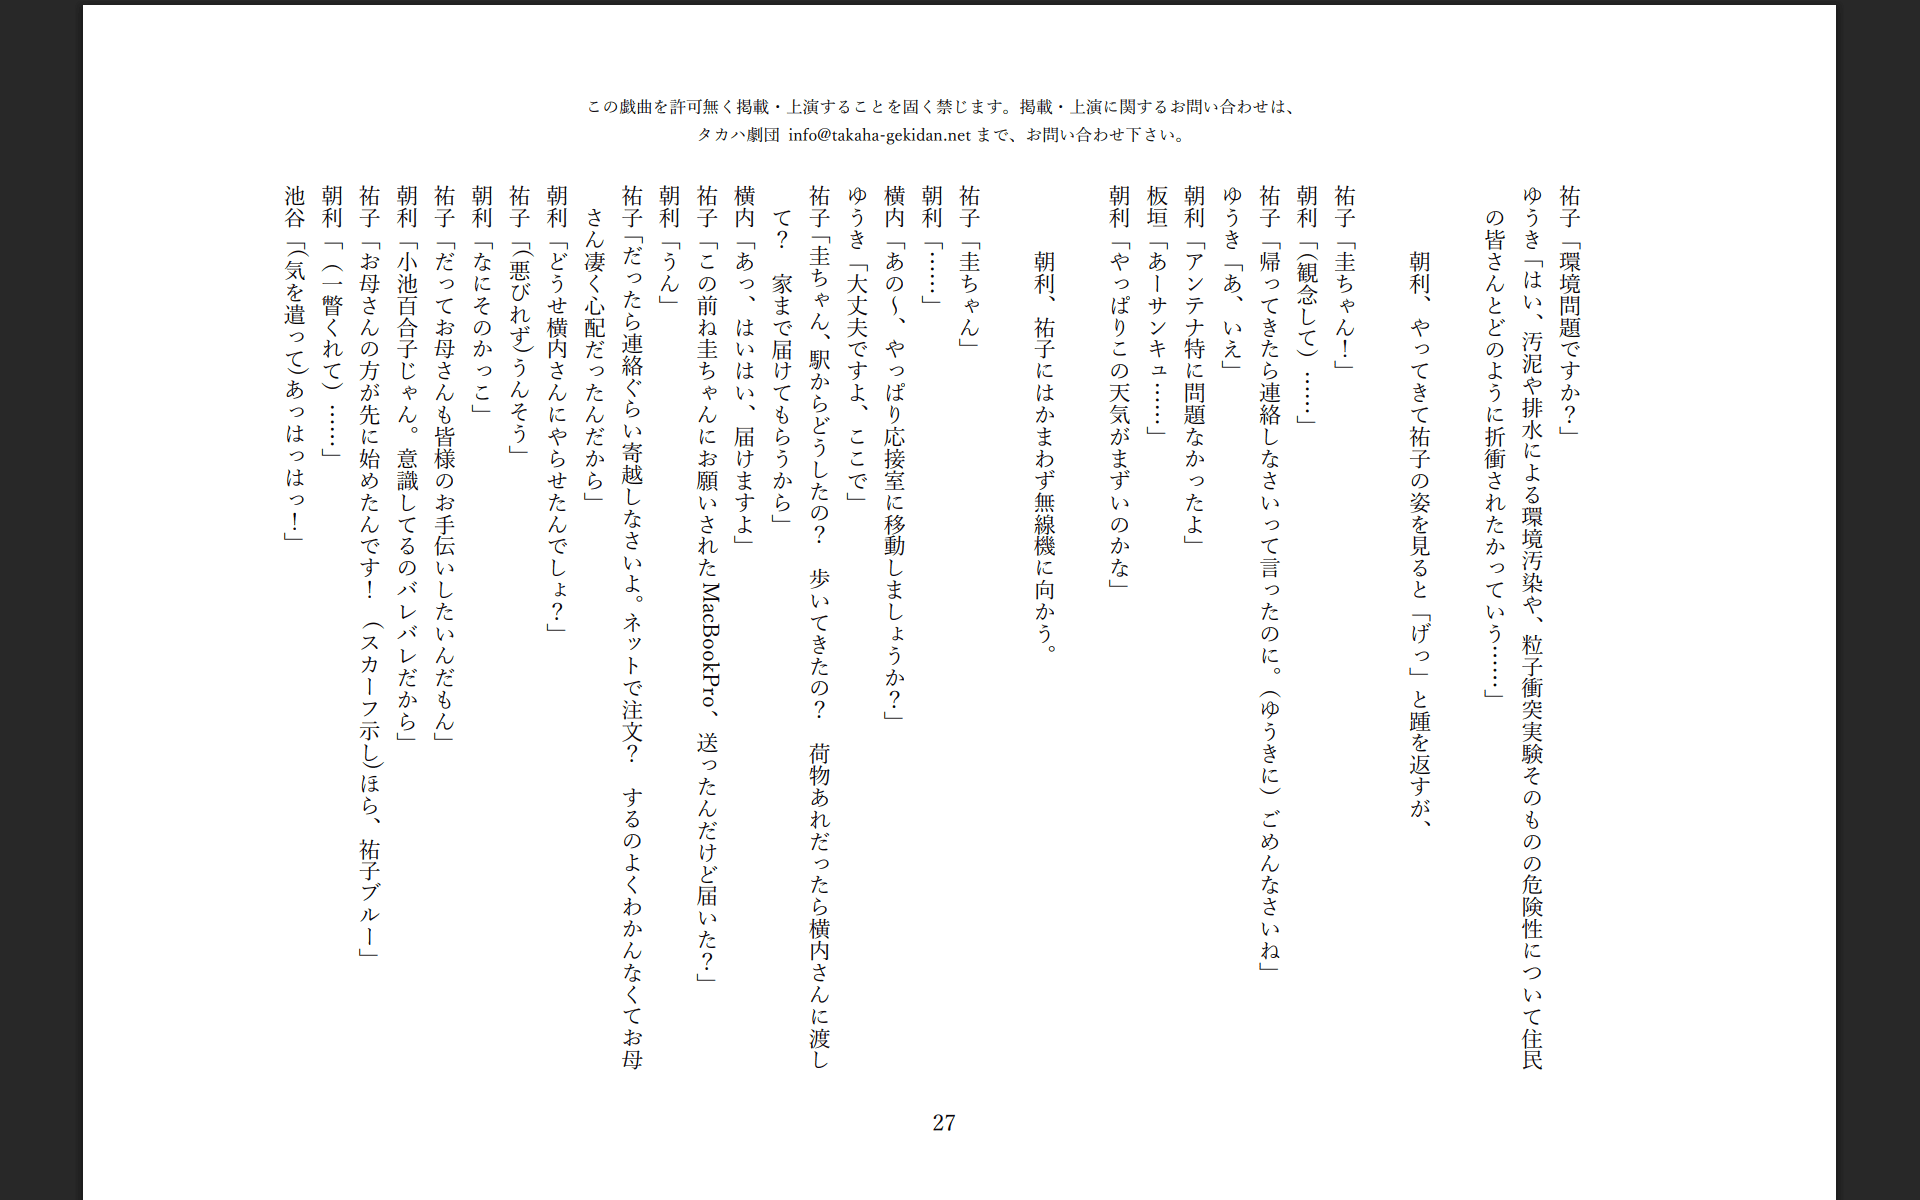 この戯曲を許可無く掲載・上演することを固く禁じます。掲載・上演に関するお問い合わせは、
タカハ劇団 info@takaha-gekidan.net まで、お問い合わせ下さい。
祐子「環境問題ですか？」
ゆうき「はい、汚泥や排水による環境汚染や、粒子衝突実験そのものの危険性について住民
の皆さんとどのように折衝されたかっていう……」
朝利、やってきて祐子の姿を見ると「げっ」と踵を返すが、
祐子「圭ちゃん！」
朝利「（観念して）……」
祐子「帰ってきたら連絡しなさいって言ったのに。（ゆうきに）ごめんなさいね」
ゆうき「あ、いえ」
朝利「アンテナ特に問題なかったよ」
板垣「あーサンキュ……」
朝利「やっぱりこの天気がまずいのかな」
朝利、祐子にはかまわず無線機に向かう。
祐子「圭ちゃん」
朝利「……」
横内「あの～、やっぱり応接室に移動しましょうか？」
ゆうき「大丈夫ですよ、ここで」
祐子「圭ちゃん、駅からどうしたの？　歩いてきたの？　荷物あれだったら横内さんに渡し
て？　家まで届けてもらうから」
横内「あっ、はいはい、届けますよ」
祐子「この前ね圭ちゃんにお願いされたMacBookPro、送ったんだけど届いた？」
朝利「うん」
祐子「だったら連絡ぐらい寄越しなさいよ。ネットで注文？　するのよくわかんなくてお母
さん凄く心配だったんだから」
朝利「どうせ横内さんにやらせたんでしょ？」
祐子「（悪びれず）うんそう」
朝利「なにそのかっこ」
祐子「だってお母さんも皆様のお手伝いしたいんだもん」
朝利「小池百合子じゃん。意識してるのバレバレだから」
祐子「お母さんの方が先に始めたんです！（スカーフ示し）ほら、祐子ブルー」
朝利「（一瞥くれて）……」
池谷「（気を遣って）あっはっはっ！」
27